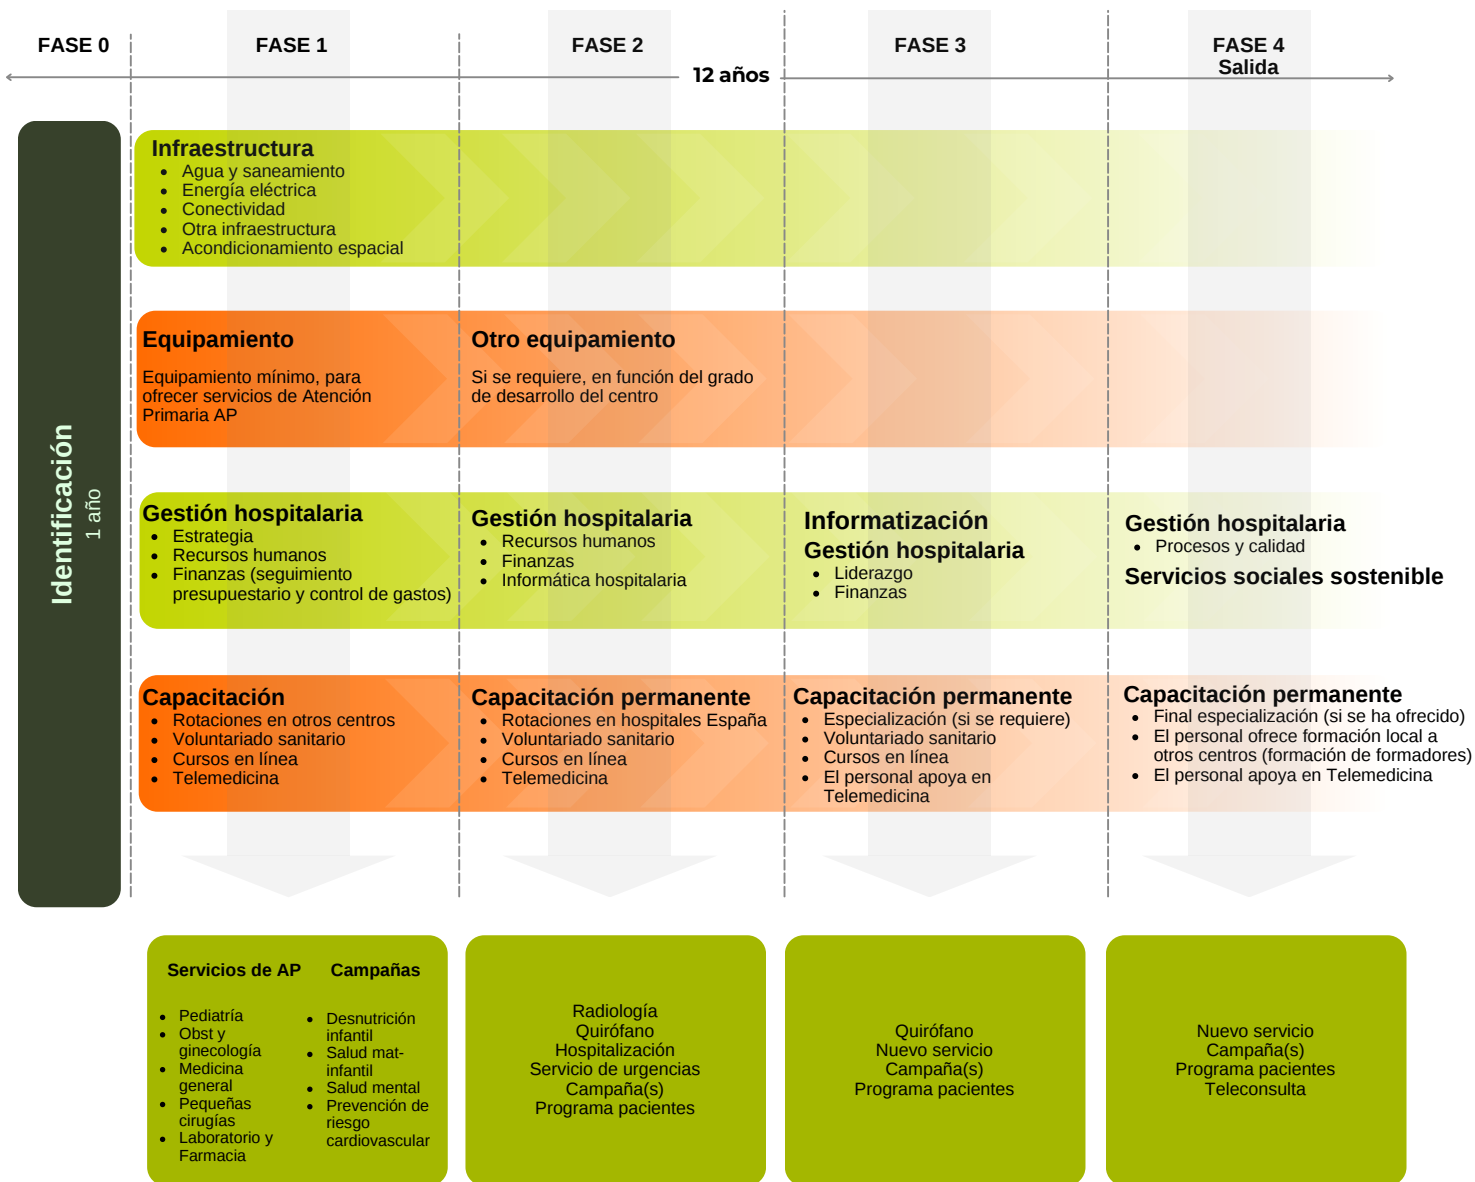 FASE 0
FASE 1
FASE 2
FASE 3
FASE 4
Salida
12 años
Identificación
1 año
Infraestructura
• Agua y saneamiento
• Energía eléctrica
• Conectividad
• Otra infraestructura
• Acondicionamiento espacial
Equipamiento
Equipamiento mínimo, para
ofrecer servicios de Atención
Primaria AP
Otro equipamiento
Si se requiere, en función del grado
de desarrollo del centro
Gestión hospitalaria
• Estrategia
• Recursos humanos
• Finanzas (seguimiento
presupuestario y control de gastos)
Gestión hospitalaria
• Recursos humanos
• Finanzas
• Informática hospitalaria
Informatización
Gestión hospitalaria
• Liderazgo
• Finanzas
Gestión hospitalaria
• Procesos y calidad
Servicios sociales sostenible
Capacitación
• Rotaciones en otros centros
• Voluntariado sanitario
• Cursos en línea
• Telemedicina
Capacitación permanente
• Rotaciones en hospitales España
• Voluntariado sanitario
• Cursos en línea
• Telemedicina
Capacitación permanente
• Especialización (si se requiere)
• Voluntariado sanitario
• Cursos en línea
• El personal apoya en
Telemedicina
Capacitación permanente
• Final especialización (si se ha ofrecido)
• El personal ofrece formación local a
otros centros (formación de formadores)
• El personal apoya en Telemedicina
Servicios de AP
• Pediatría
• Obst y
ginecología
• Medicina
general
• Pequeñas
cirugías
• Laboratorio y
Farmacia
Campañas
• Desnutrición
infantil
• Salud mat-
infantil
• Salud mental
• Prevención de
riesgo
cardiovascular
Radiología
Quirófano
Hospitalización
Servicio de urgencias
Campaña(s)
Programa pacientes
Quirófano
Nuevo servicio
Campaña(s)
Programa pacientes
Nuevo servicio
Campaña(s)
Programa pacientes
Teleconsulta